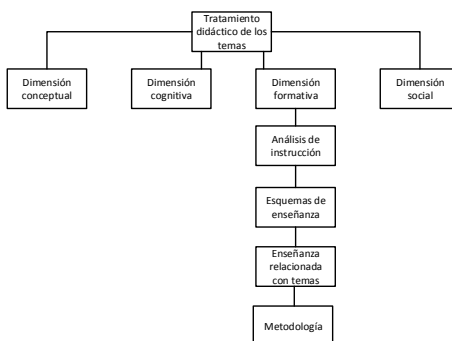 Tratamiento
didáctico de los
temas
Dimensión
conceptual
Dimensión
cognitiva
Dimensión
formativa
Dimensión
social
Análisis de
instrucción
Esquemas de
enseñanza
Enseñanza
relacionada
con temas
Metodología